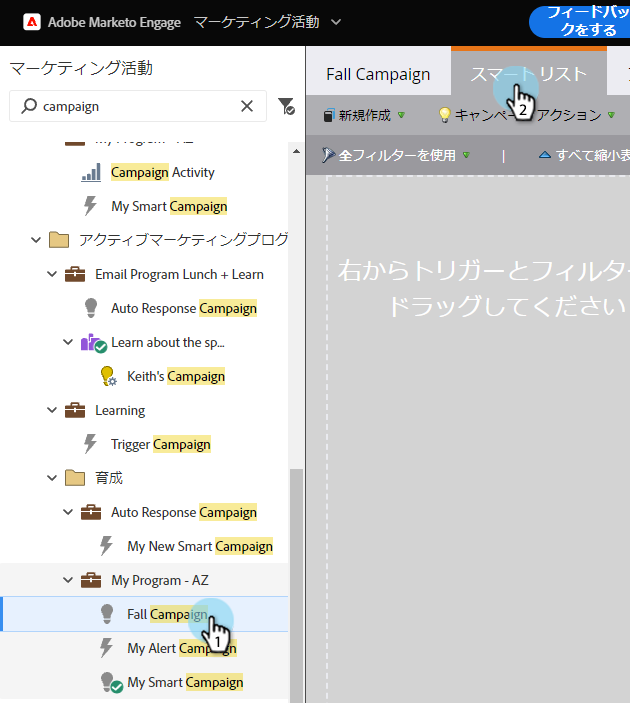 Adobe Marketo Engage マーケティング活動
フィードバッ
クをする
マーケティング活動
campaign
Fall Campaign
スマートリスト
2
新規作成
アクション
全フィルターを使用
|
すべて縮小表
右からトリガーとフィルター
ドラッグしてください
My Program - AZ
Campaign Activity
My Smart Campaign
アクティブマーケティングプログ
Email Program Lunch + Learn
Auto Response Campaign
Learn about the sp...
Keith's Campaign
Learning
Trigger Campaign
育成
Auto Response Campaign
My New Smart Campaign
My Program - AZ
Fall Campaign
1
My Alert Campaign
My Smart Campaign